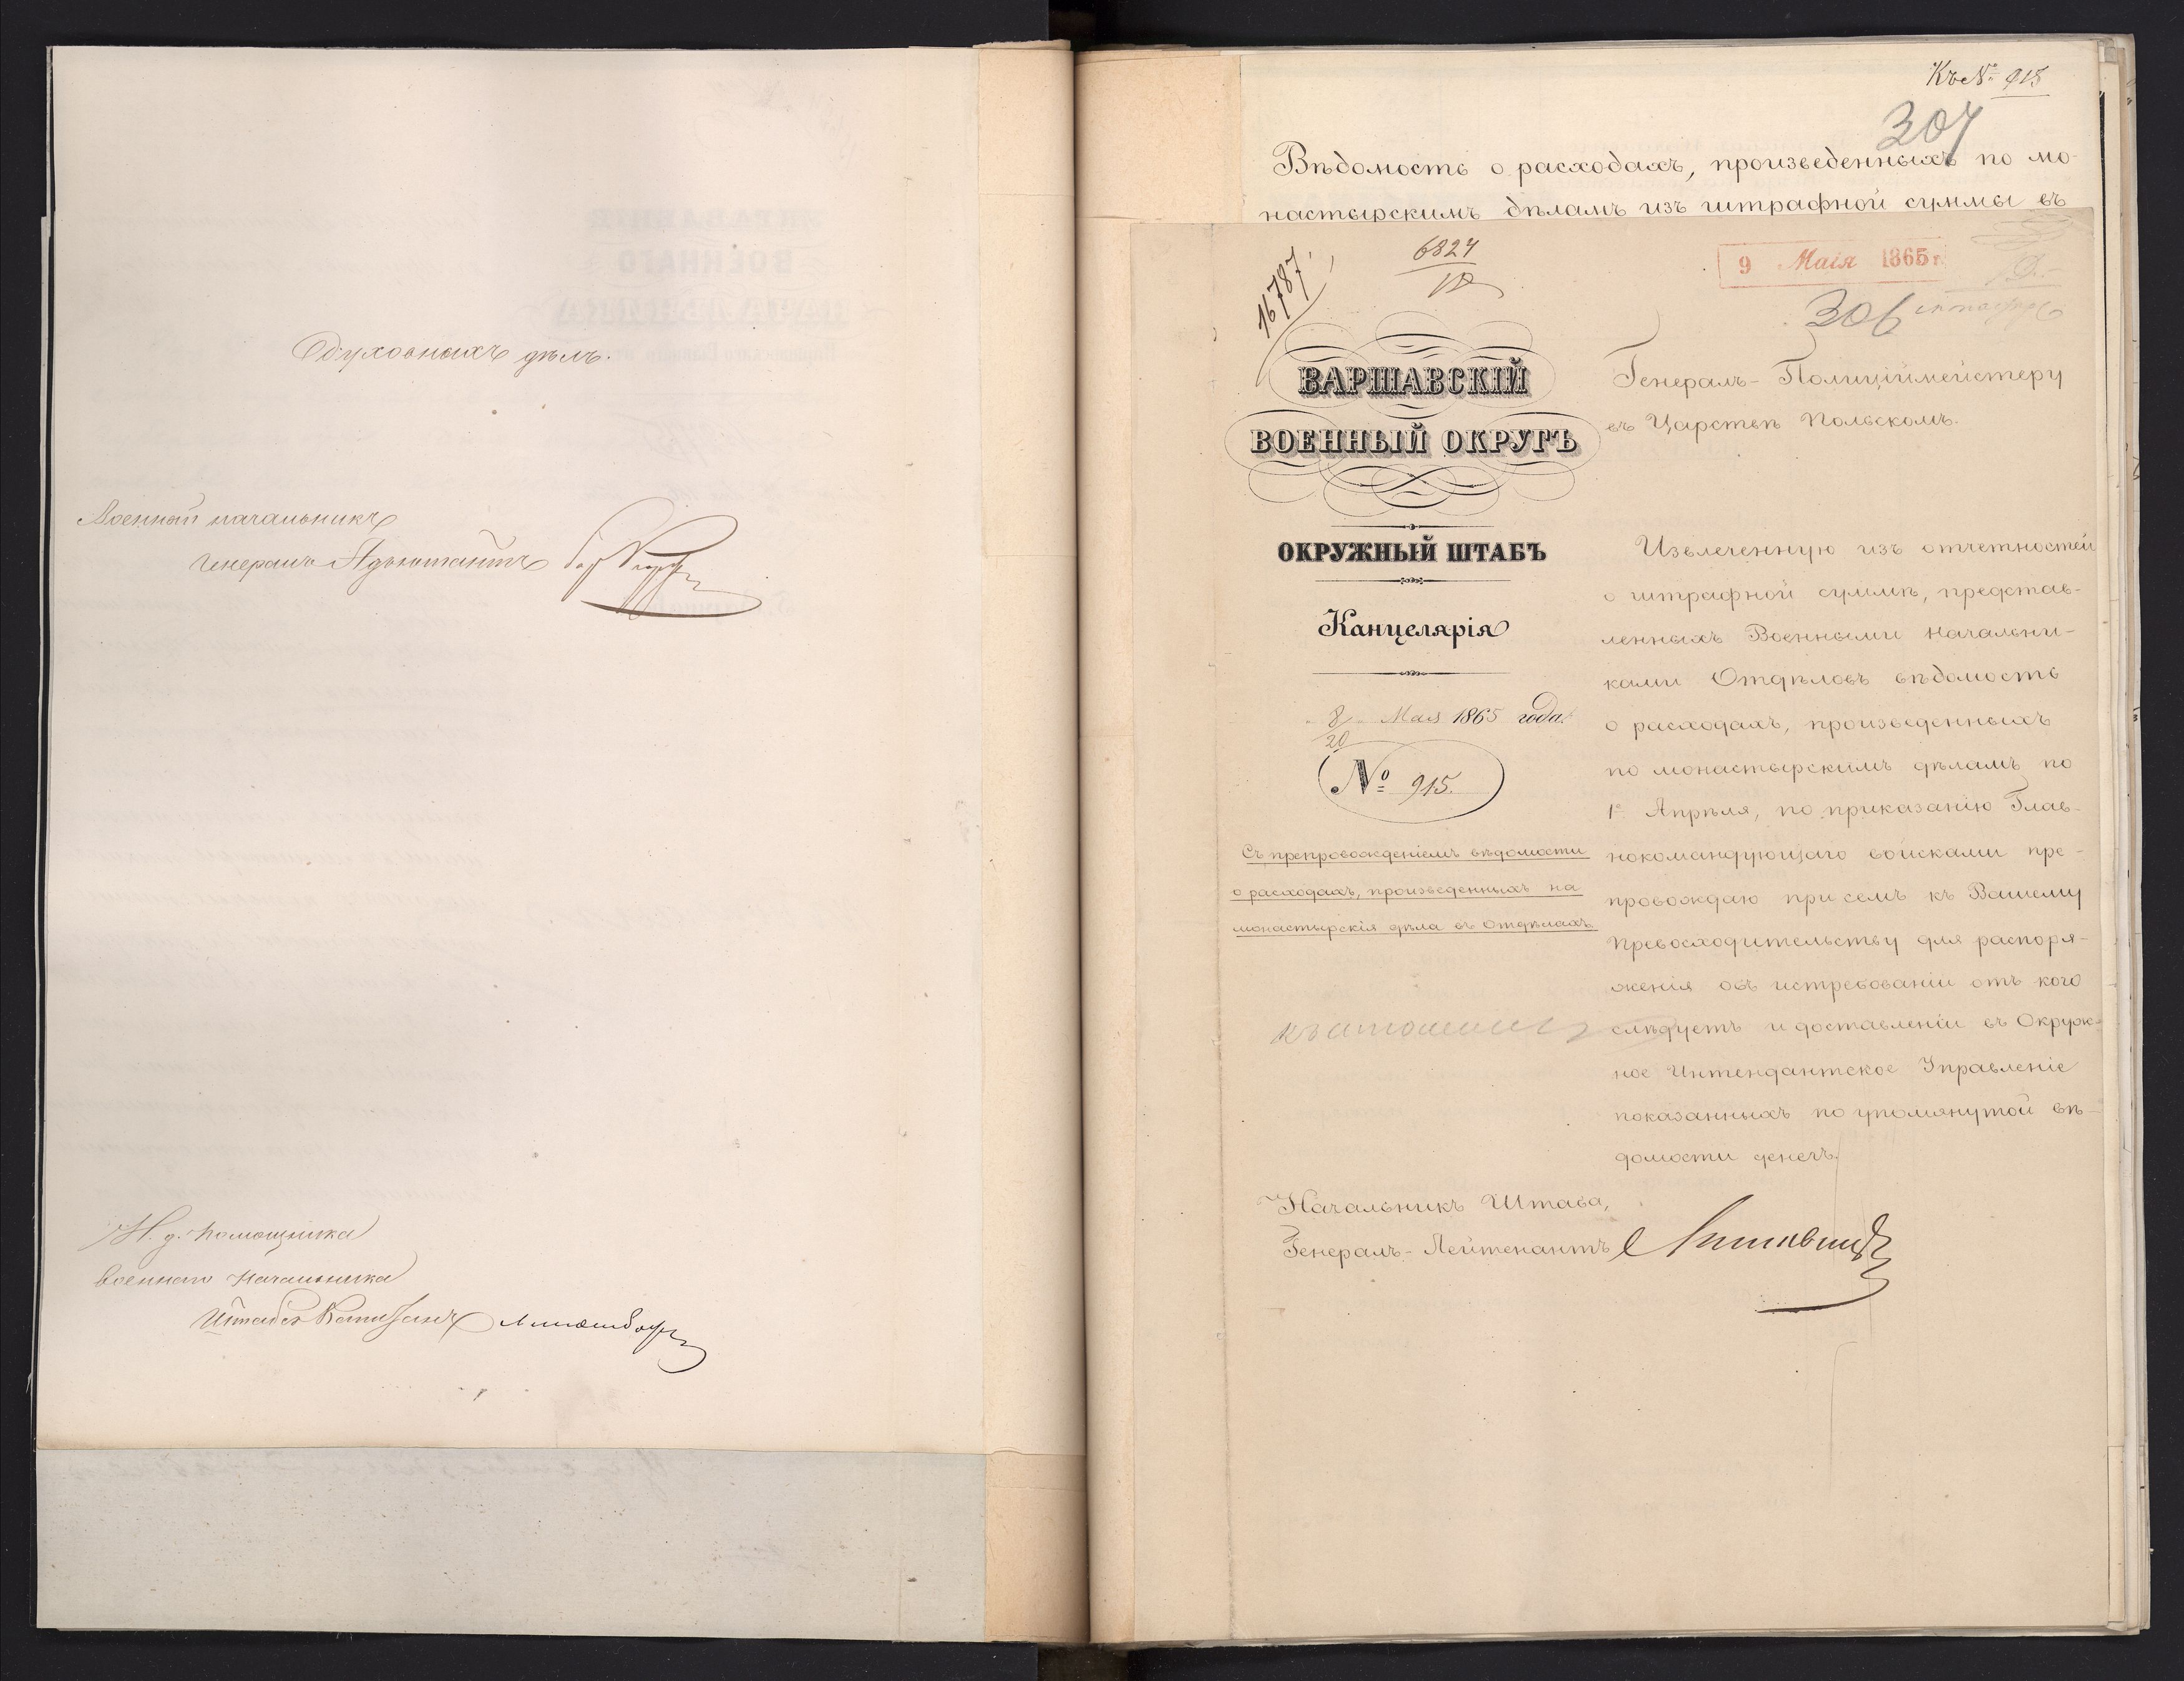 Духовныхъ дѣлъ.
Военный начальникъ
Генералъ Адъютантъ
И. д. Помощника
Военнаго Начальника
Штабсъ Капитанъ
Къ № 915
307
Вѣдомость о расходахъ, произведенныхъ по мо-
настырскимъ дѣламъ изъ штрафной суммы въ
16787
6824
9 Мая 1865 г.
306
ВАРШАВСКІЙ
ВОЕННЫЙ ОКРУГЪ
ОКРУЖНЫЙ ШТАБЪ
Канцелярія
8/20 Мая 1865 года.
№ 915.
Съ препровожденіемъ вѣдомости
о расходахъ, произведенныхъ на
монастырскія дѣла въ Отдѣлахъ.
Генералъ-Полиціймейстеру
въ Царствѣ Польскомъ.
Извлеченную изъ отчетностей
о штрафной суммѣ, представ-
ленныхъ Военными Начальни-
ками Отдѣловъ вѣдомость
о расходахъ, произведенныхъ
по монастырскимъ дѣламъ по
1е Апрѣля, по приказанію Глав-
нокомандующаго войсками пре-
провождаю при семъ къ Вашему
Превосходительству для распоря-
женія объ истребованіи отъ кого
слѣдуетъ и доставленіи въ Окруж-
ное Интендантское Управленіе
показанныхъ по упомянутой вѣ-
домости денегъ.
Начальникъ Штаба,
Генералъ-Лейтенантъ